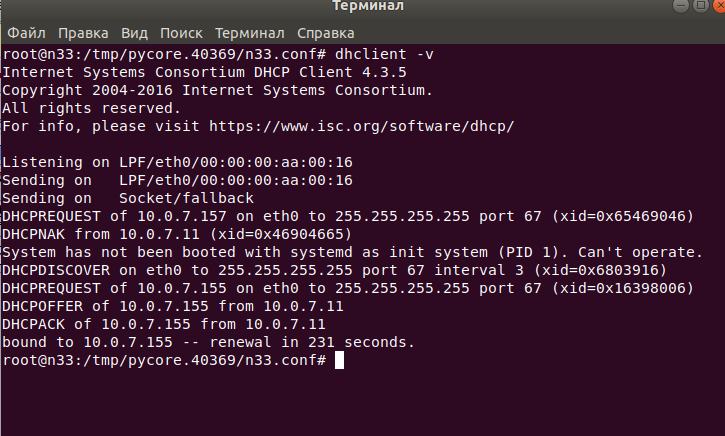 Терминал
Файл Правка Вид Поиск Терминал Справка
root@n33:/tmp/pycore.40369/n33.conf# dhclient -v
Internet Systems Consortium DHCP Client 4.3.5
Copyright 2004-2016 Internet Systems Consortium.
All rights reserved.
For info, please visit https://www.isc.org/software/dhcp/
Listening on LPF/eth0/00:00:00:aa:00:16
Sending on   LPF/eth0/00:00:00:aa:00:16
Sending on   Socket/fallback
DHCPREQUEST of 10.0.7.157 on eth0 to 255.255.255.255 port 67 (xid=0x65469046)
DHCPNAK from 10.0.7.11 (xid=0x46904665)
System has not been booted with systemd as init system (PID 1). Can't operate.
DHCPDISCOVER on eth0 to 255.255.255.255 port 67 interval 3 (xid=0x6803916)
DHCPREQUEST of 10.0.7.155 on eth0 to 255.255.255.255 port 67 (xid=0x16398006)
DHCPOFFER of 10.0.7.155 from 10.0.7.11
DHCPACK of 10.0.7.155 from 10.0.7.11
bound to 10.0.7.155 -- renewal in 231 seconds.
root@n33:/tmp/pycore.40369/n33.conf#